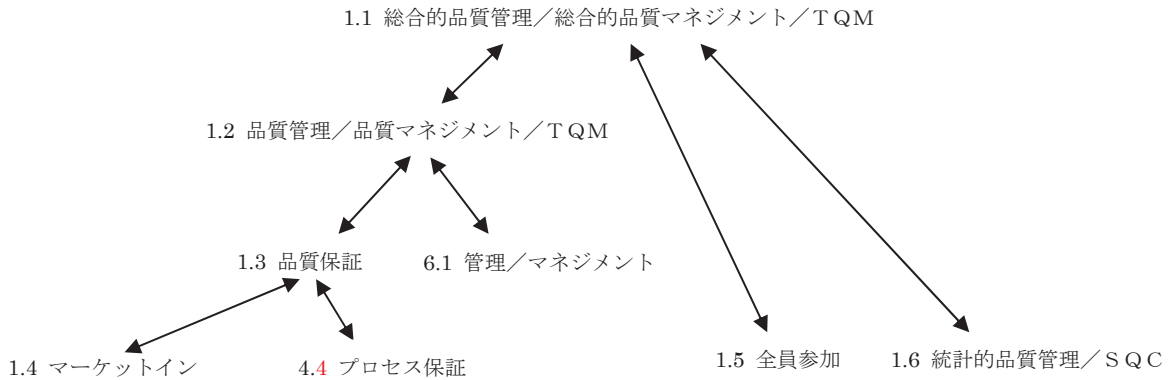 1.1 総合的品質管理／総合的品質マネジメント／ＴＱＭ
1.2 品質管理／品質マネジメント／ＴＱＭ
1.3 品質保証
6.1 管理／マネジメント
1.4 マーケットイン
4.4 プロセス保証
1.5 全員参加
1.6 統計的品質管理／ＳＱＣ